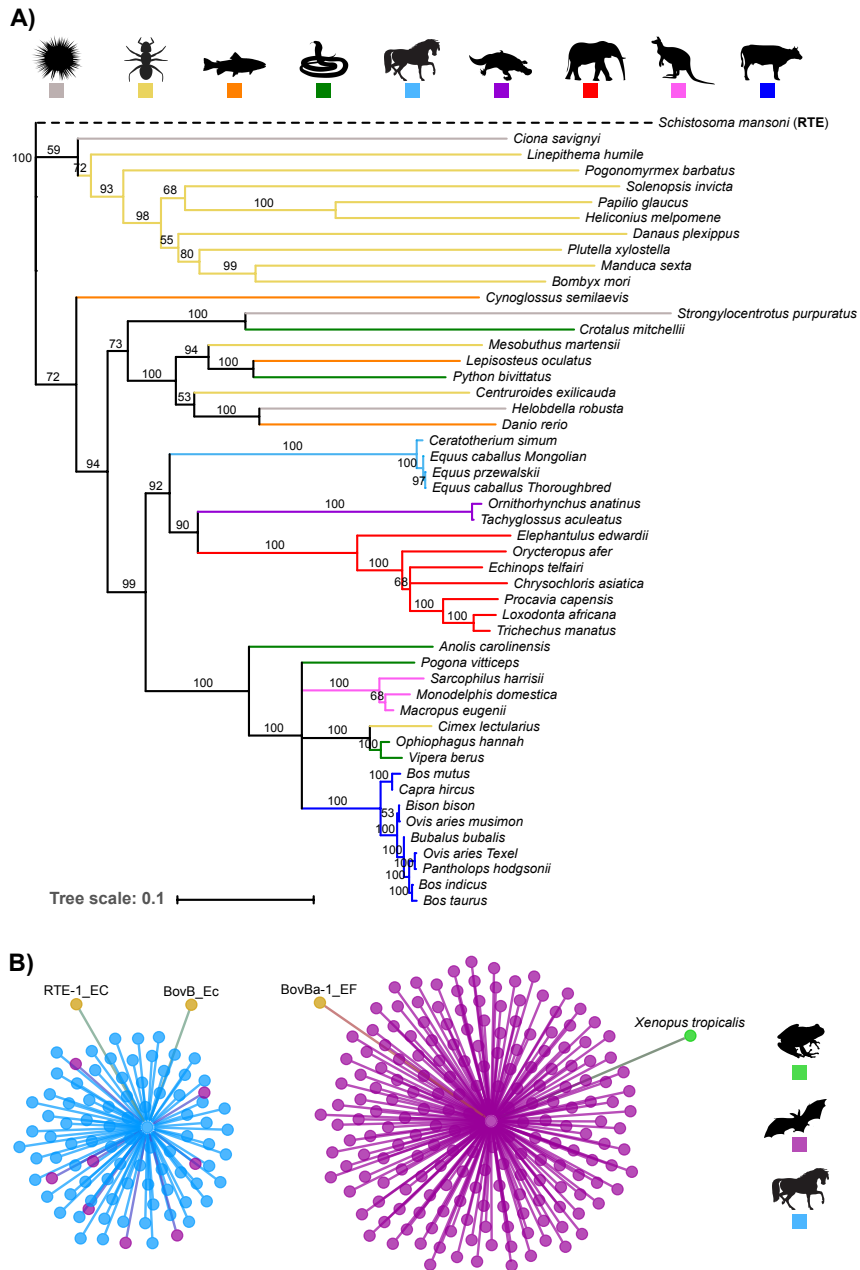 A)
Schistosoma mansoni (RTE)
100
59
Ciona savignyi
72
Linepithema humile
93
Pogonomyrmex barbatus
98
68
Solenopsis invicta
100
Papilio glaucus
Heliconius melpomene
55
Danaus plexippus
80
Plutella xylostella
99
Manduca sexta
Bombyx mori
72
Cynoglossus semilaevis
94
73
100
Strongylocentrotus purpuratus
Crotalus mitchellii
100
94
Mesobuthus martensii
100
Lepisosteus oculatus
Python bivittatus
53
Centruroides exilicauda
100
Helobdella robusta
Danio rerio
99
92
100
Ceratotherium simum
100
Equus caballus Mongolian
97
Equus przewalskii
Equus caballus Thoroughbred
90
100
Ornithorhynchus anatinus
Tachyglossus aculeatus
100
Elephantulus edwardii
100
Orycteropus afer
68
Echinops telfairi
Chrysochloris asiatica
100
Procavia capensis
100
Loxodonta africana
Trichechus manatus
100
Anolis carolinensis
100
Pogona vitticeps
100
Sarcophilus harrisii
68
Monodelphis domestica
Macropus eugenii
100
Cimex lectularius
100
Ophiophagus hannah
Vipera berus
100
100
Bos mutus
Capra hircus
100
53
Bison bison
Ovis aries musimon
100
Bubalus bubalis
100
100
Ovis aries Texel
Pantholops hodgsonii
100
Bos indicus
Bos taurus
Tree scale: 0.1
B)
RTE-1_EC
BovB_Ec
BovBa-1_EF
Xenopus tropicalis